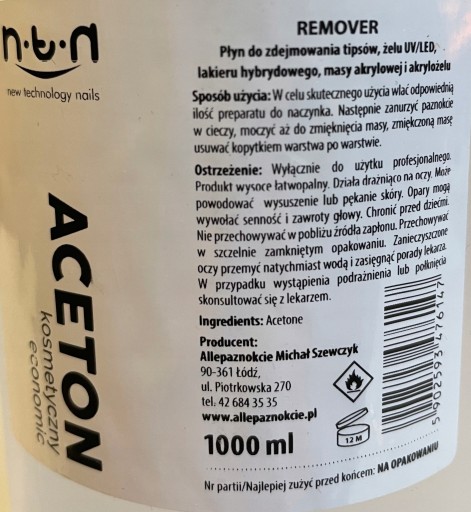 n·t·n
new technology nails
ACETON
kosmetyczny
economic
REMOVER
Płyn do zdejmowania tipsów, żelu UV/LED,
lakieru hybrydowego, masy akrylowej i akrylożelu
Sposób użycia: W celu skutecznego użycia wlać odpowiednią
ilość preparatu do naczynka. Następnie zanurzyć paznokcie
w cieczy, moczyć aż do zmięknięcia masy, zmiękczoną masę
usuwać kopytkiem warstwa po warstwie.
Ostrzeżenie: Wyłącznie do użytku profesjonalnego.
Produkt wysoce łatwopalny. Działa drażniąco na oczy. Może
powodować wysuszenie lub pękanie skóry. Opary mogą
wywołać senność i zawroty głowy. Chronić przed dziećmi.
Nie przechowywać w pobliżu źródła zapłonu. Przechowywać
w szczelnie zamkniętym opakowaniu. Zanieczyszczone
oczy przemyć natychmiast wodą i zasięgnąć porady lekarza.
W przypadku wystąpienia podrażnienia lub połknięcia
skonsultować się z lekarzem.
Ingredients: Acetone
Producent:
Allepaznokcie Michał Szewczyk
90-361 Łódź,
ul. Piotrkowska 270
tel. 42 684 35 35
www.allepaznokcie.pl
1000 ml
12 M
5 902593 476147
Nr partii/Najlepiej zużyć przed końcem: NA OPAKOWANIU